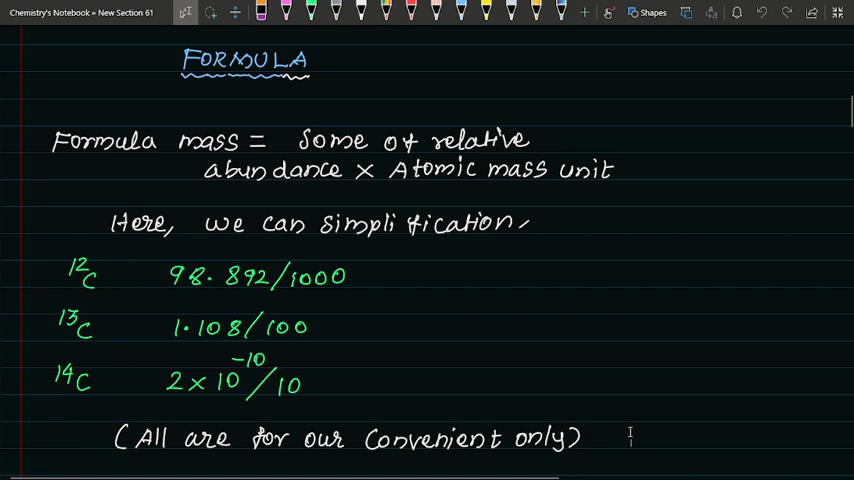 Chemistry's Notebook » New Section 61
Shapes
FORMULA
Formula mass = Some of relative
abundance × Atomic mass unit
Here, we can simplification,
¹²C 98.892/1000
¹³C 1.108/100
¹⁴C 2 × 10⁻¹⁰/10
(All are for our convenient only)